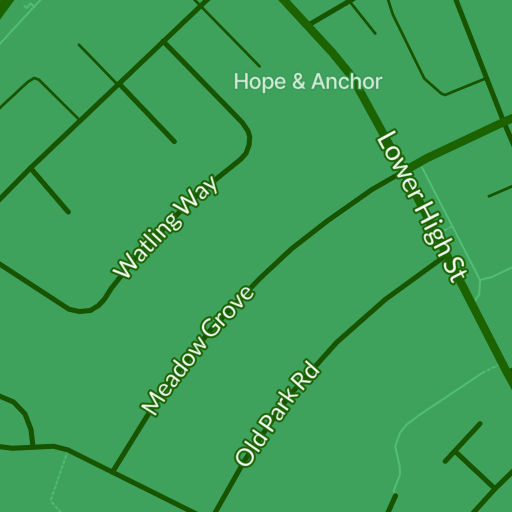 Hope & Anchor
Lower High St
Watling Way
Meadow Grove
Old Park Rd